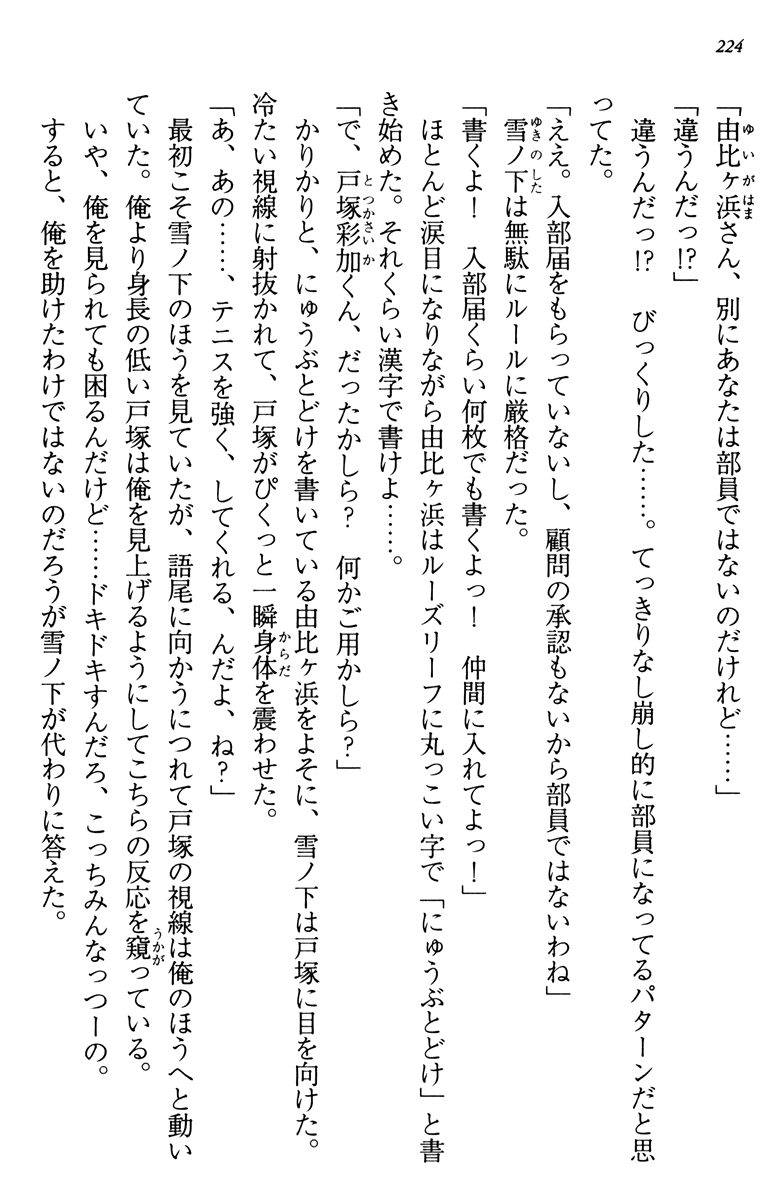 224
「由比ヶ浜さん、別にあなたは部員ではないのだけれど……」
「違うんだっ!?」
　違うんだっ!?　びっくりした……。てっきりなし崩し的に部員になってるパターンだと思
ってた。
「ええ。入部届をもらっていないし、顧問の承認もないから部員ではないわね」
　雪ノ下は無駄にルールに厳格だった。
「書くよ！　入部届くらい何枚でも書くよっ！　仲間に入れてよっ！」
　ほとんど涙目になりながら由比ヶ浜はルーズリーフに丸っこい字で「にゅうぶとどけ」と書
き始めた。それくらい漢字で書けよ……。
「で、戸塚彩加くん、だったかしら？　何かご用かしら？」
　かりかりと、にゅうぶとどけを書いている由比ヶ浜をよそに、雪ノ下は戸塚に目を向けた。
冷たい視線に射抜かれて、戸塚がぴくっと一瞬身体を震わせた。
「あ、あの……、テニスを強く、してくれる、んだよ、ね？」
　最初こそ雪ノ下のほうを見ていたが、語尾に向かうにつれて戸塚の視線は俺のほうへと動い
ていた。俺より身長の低い戸塚は俺を見上げるようにしてこちらの反応を窺っている。
　いや、俺を見られても困るんだけど……ドキドキすんだろ、こっちみんなっつーの。
　すると、俺を助けたわけではないのだろうが雪ノ下が代わりに答えた。